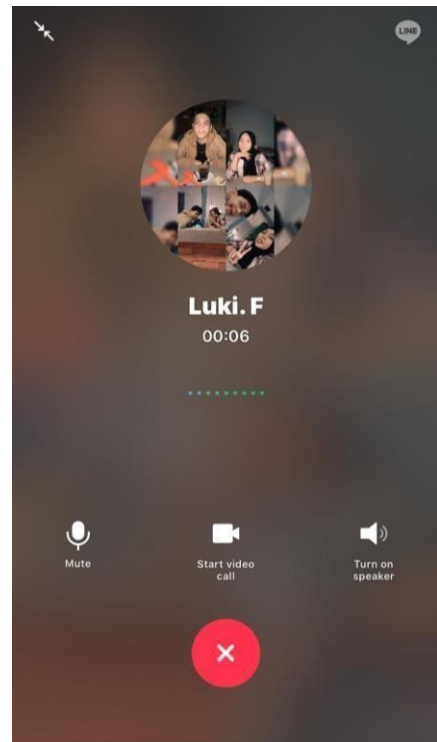 LINE
Luki. F
00:06
Mute
Start video
call
Turn on
speaker